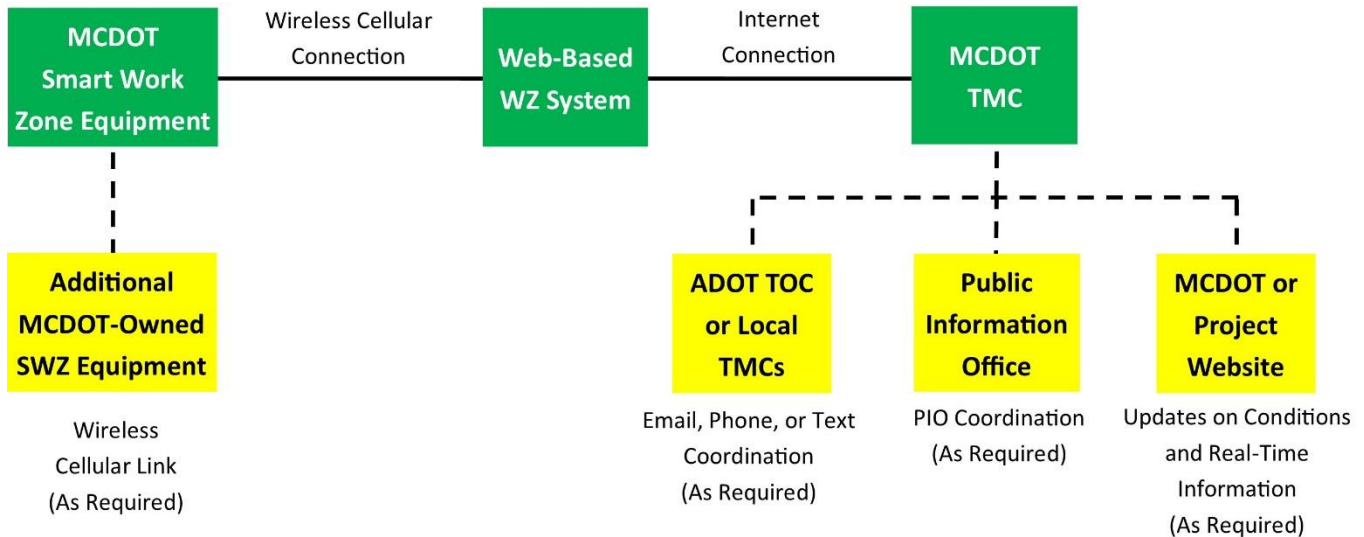 MCDOT
Smart Work
Zone Equipment
Wireless Cellular
Connection
Web-Based
WZ System
Internet
Connection
MCDOT
TMC
Additional
MCDOT-Owned
SWZ Equipment
Wireless
Cellular Link
(As Required)
ADOT TOC
or Local
TMCs
Email, Phone, or Text
Coordination
(As Required)
Public
Information
Office
PIO Coordination
(As Required)
MCDOT or
Project
Website
Updates on Conditions
and Real-Time
Information
(As Required)